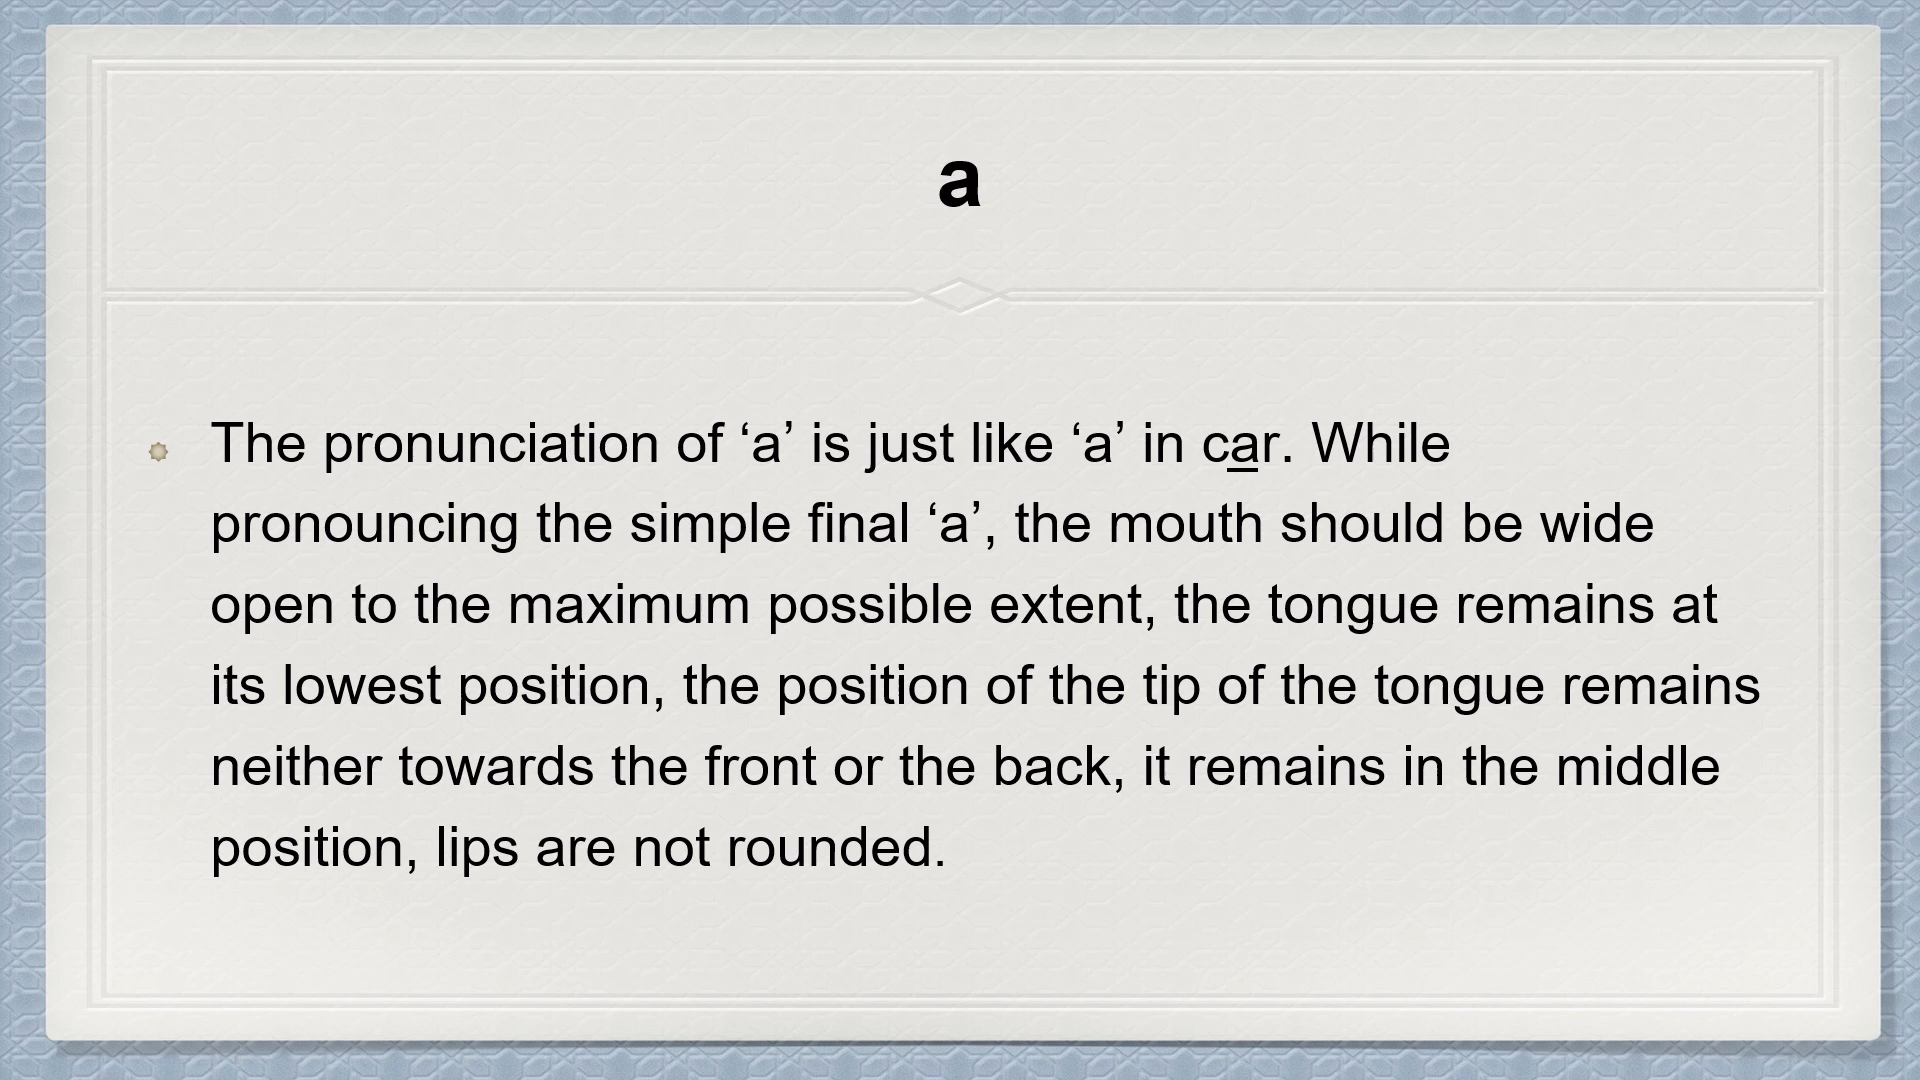 a
The pronunciation of ‘a’ is just like ‘a’ in car. While
pronouncing the simple final ‘a’, the mouth should be wide
open to the maximum possible extent, the tongue remains at
its lowest position, the position of the tip of the tongue remains
neither towards the front or the back, it remains in the middle
position, lips are not rounded.